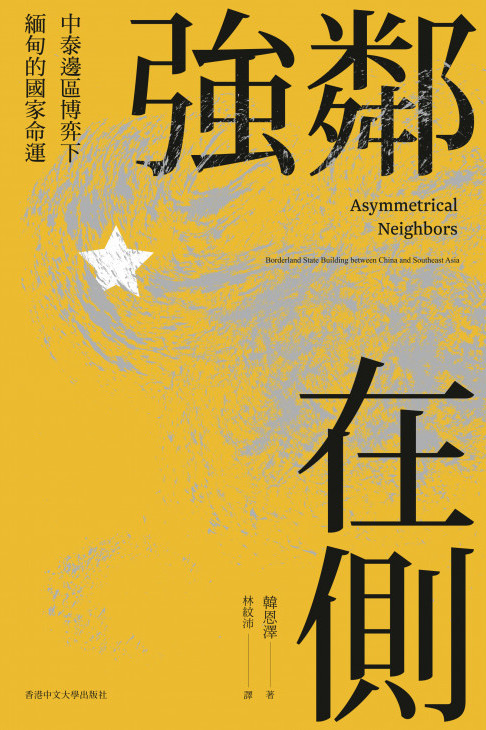 強鄰
在
側
Asymmetrical
Neighbors
Borderland State Building between China and Southeast Asia
中泰邊區博弈下
緬甸的國家命運
韓恩澤 著
林紋沛 譯
香港中文大學出版社